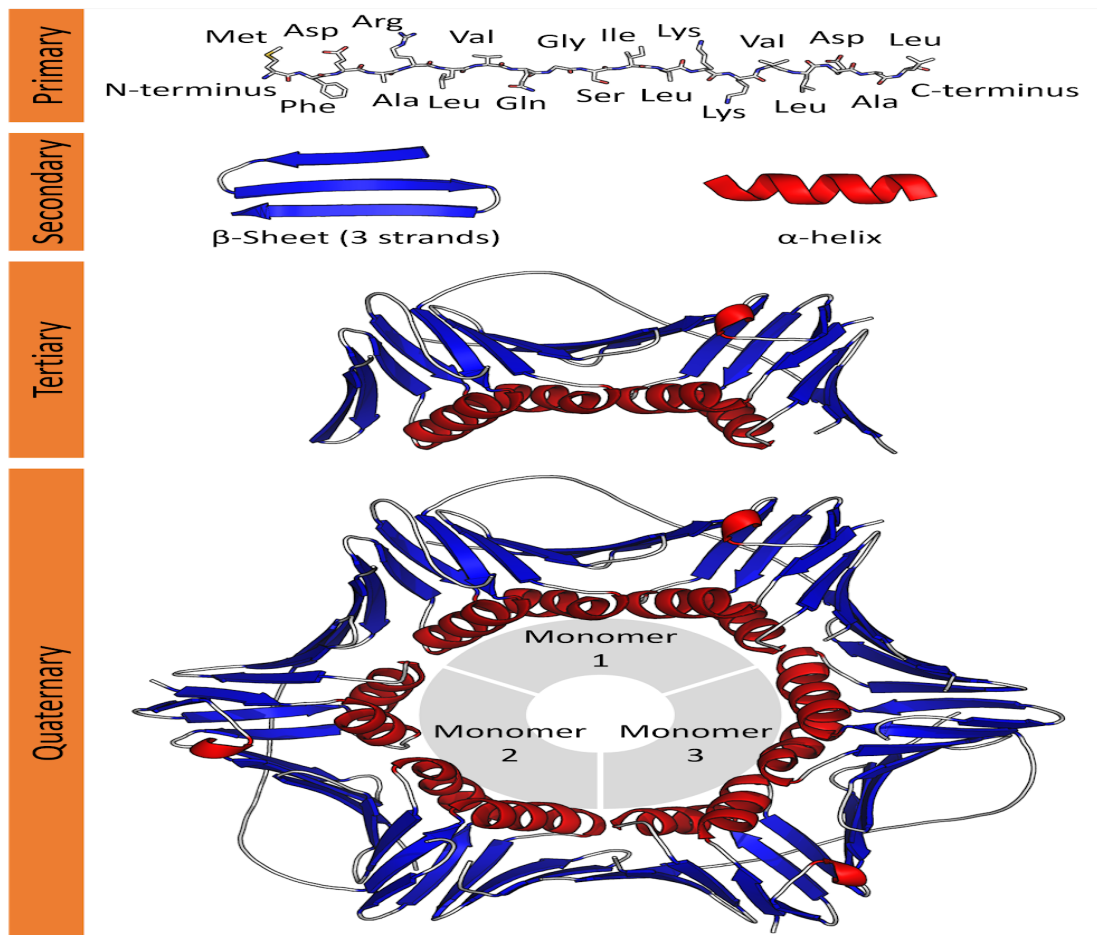 Primary
Met Asp Arg Val Gly Ile Lys Val Asp Leu
N-terminus Phe Ala Leu Gln Ser Leu Lys Leu Ala C-terminus
Secondary
β-Sheet (3 strands) α-helix
Tertiary
Quaternary
Monomer
1
Monomer Monomer
2 3